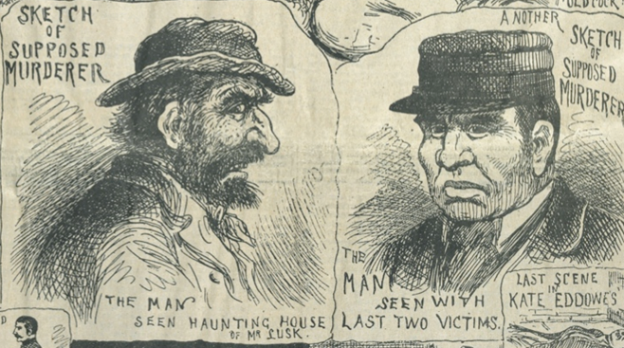 SKETCH
OF
SUPPOSED
MURDERER
THE MAN
SEEN HAUNTING HOUSE
OF MR LUSK.
ANOTHER
SKETCH
OF
SUPPOSED
MURDERER
THE
MAN
SEEN WITH
LAST TWO VICTIMS.
LAST SCENE
IN
KATE EDDOWES